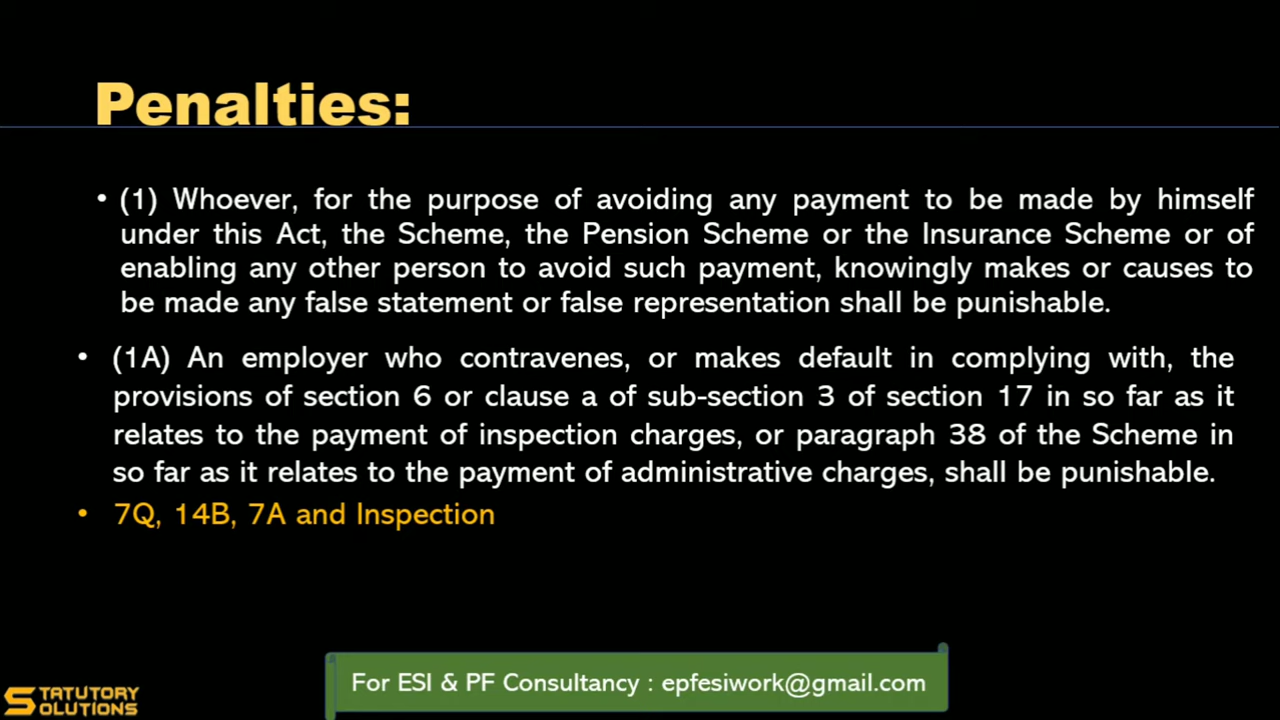 Penalties:
• (1) Whoever, for the purpose of avoiding any payment to be made by himself
under this Act, the Scheme, the Pension Scheme or the Insurance Scheme or of
enabling any other person to avoid such payment, knowingly makes or causes to
be made any false statement or false representation shall be punishable.
• (1A) An employer who contravenes, or makes default in complying with, the
provisions of section 6 or clause a of sub-section 3 of section 17 in so far as it
relates to the payment of inspection charges, or paragraph 38 of the Scheme in
so far as it relates to the payment of administrative charges, shall be punishable.
• 7Q, 14B, 7A and Inspection
For ESI & PF Consultancy : epfesiwork@gmail.com
STATUTORY
SOLUTIONS